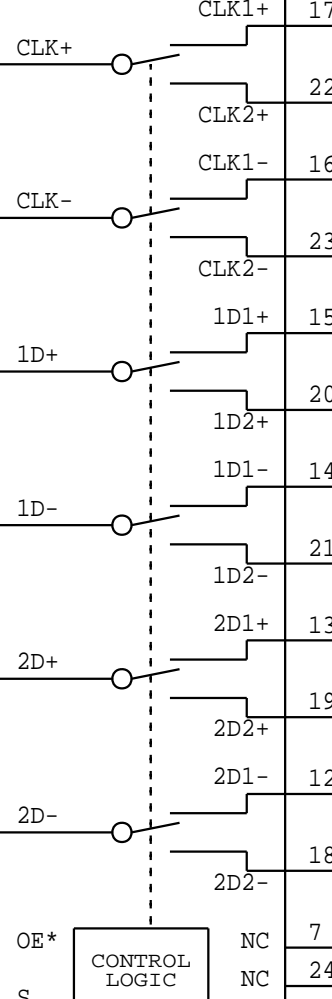 CLK1+ 17
CLK+
22
CLK2+
CLK1- 16
CLK-
23
CLK2-
1D1+ 15
1D+
20
1D2+
1D1- 14
1D-
21
1D2-
2D1+ 13
2D+
19
2D2+
2D1- 12
2D-
18
2D2-
OE* NC 7
CONTROL
LOGIC
NC 24
S